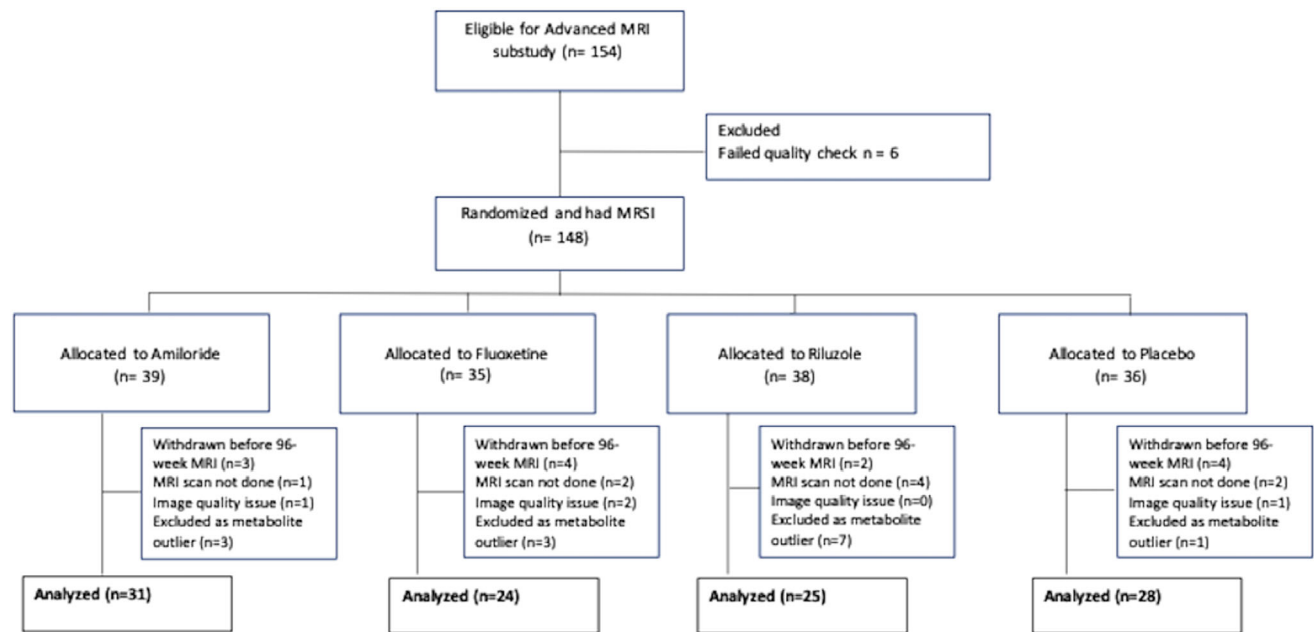 Eligible for Advanced MRI
substudy (n= 154)
Excluded
Failed quality check n = 6
Randomized and had MRSI
(n= 148)
Allocated to Amiloride
(n= 39)
Allocated to Fluoxetine
(n= 35)
Allocated to Riluzole
(n= 38)
Allocated to Placebo
(n= 36)
Withdrawn before 96-
week MRI (n=3)
MRI scan not done (n=1)
Image quality issue (n=1)
Excluded as metabolite
outlier (n=3)
Withdrawn before 96-
week MRI (n=4)
MRI scan not done (n=2)
Image quality issue (n=2)
Excluded as metabolite
outlier (n=3)
Withdrawn before 96-
week MRI (n=2)
MRI scan not done (n=4)
Image quality issue (n=0)
Excluded as metabolite
outlier (n=7)
Withdrawn before 96-
week MRI (n=4)
MRI scan not done (n=2)
Image quality issue (n=1)
Excluded as metabolite
outlier (n=1)
Analyzed (n=31)
Analyzed (n=24)
Analyzed (n=25)
Analyzed (n=28)